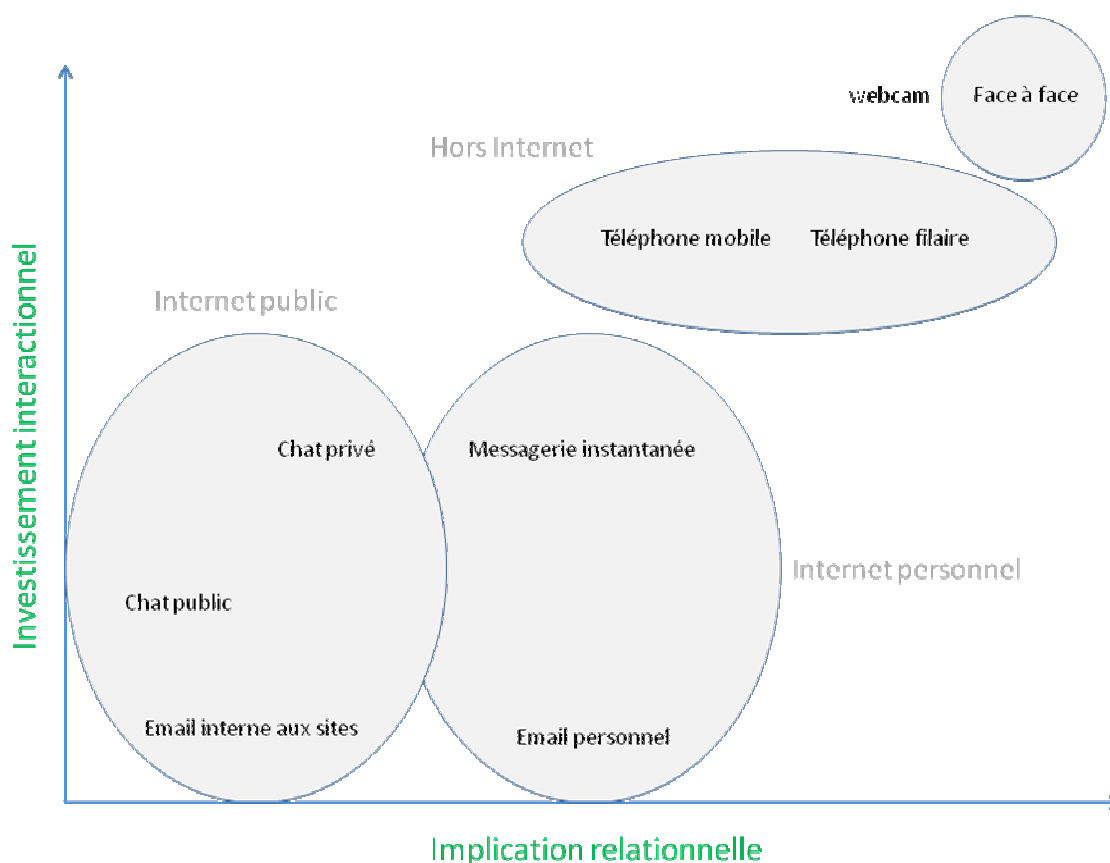 webcam
Face à face
Hors Internet
Téléphone mobile
Téléphone filaire
Internet public
Chat privé
Messagerie instantanée
Internet personnel
Chat public
Email interne aux sites
Email personnel
Investissement interactionnel
Implication relationnelle